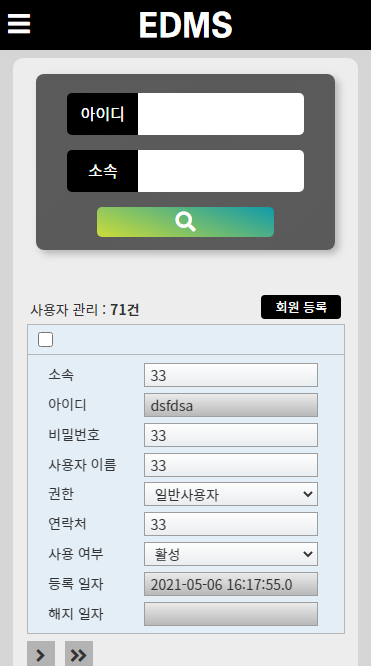 EDMS
아이디
소속
사용자 관리 : 71건
회원 등록
소속 33
아이디 dsfdsa
비밀번호 33
사용자 이름 33
권한 일반사용자
연락처 33
사용 여부 활성
등록 일자 2021-05-06 16:17:55.0
해지 일자